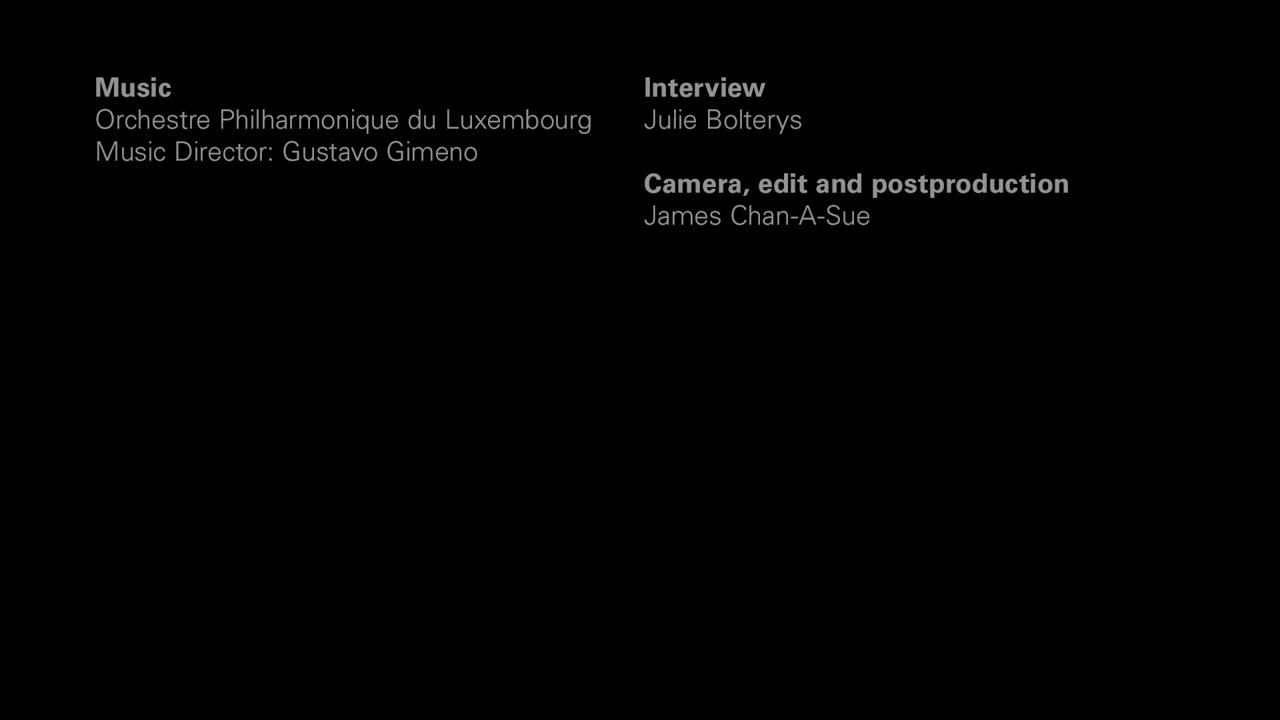 Music
Orchestre Philharmonique du Luxembourg
Music Director: Gustavo Gimeno
Interview
Julie Bolterys
Camera, edit and postproduction
James Chan-A-Sue